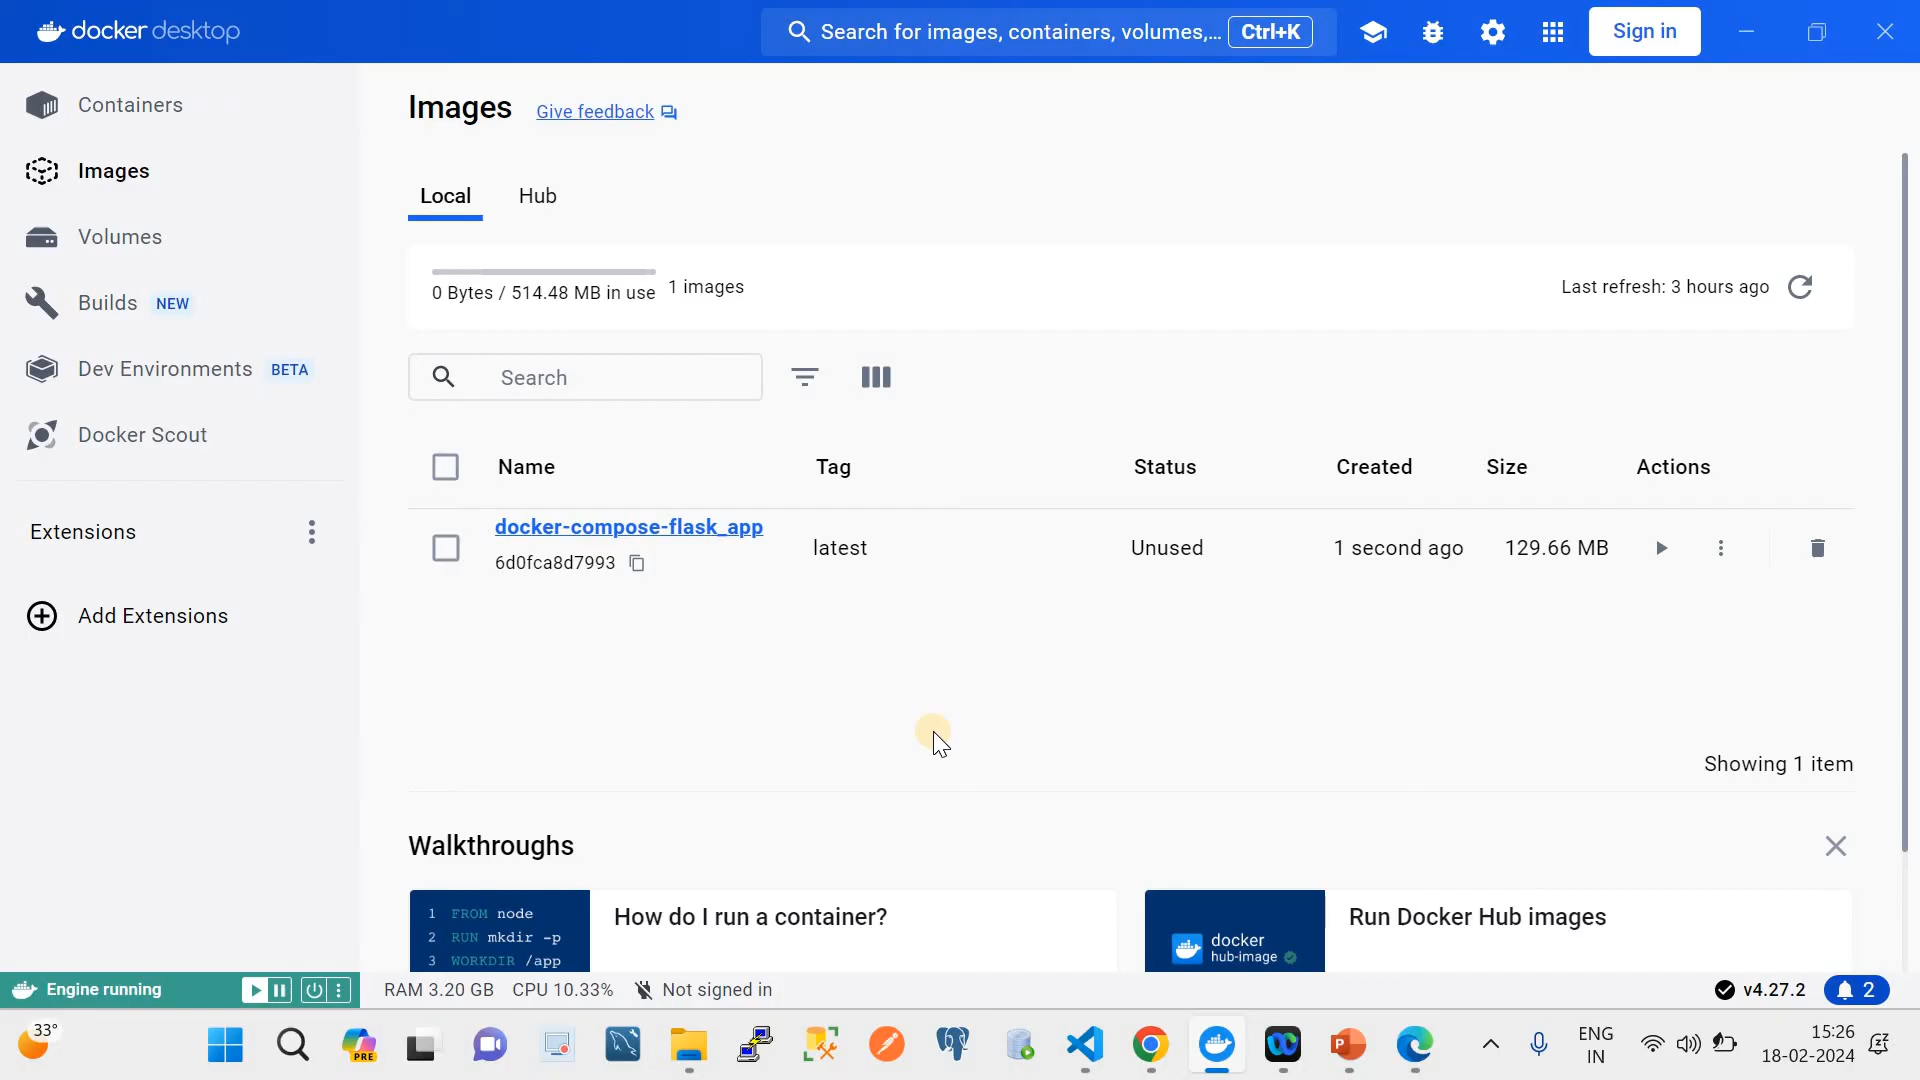 docker desktop
Search for images, containers, volumes,... Ctrl+K
Sign in
Containers
Images
Volumes
Builds NEW
Dev Environments BETA
Docker Scout
Extensions
Add Extensions
Images Give feedback
Local Hub
0 Bytes / 514.48 MB in use 1 images
Last refresh: 3 hours ago
Search
Name Tag Status Created Size Actions
docker-compose-flask_app
6d0fca8d7993
latest Unused 1 second ago 129.66 MB
Showing 1 item
Walkthroughs
1 FROM node
2 RUN mkdir -p
3 WORKDIR /app
How do I run a container?
docker
hub-image
Run Docker Hub images
Engine running
RAM 3.20 GB CPU 10.33% Not signed in
v4.27.2
2
33°
PRE
P
ENG
IN
15:26
18-02-2024